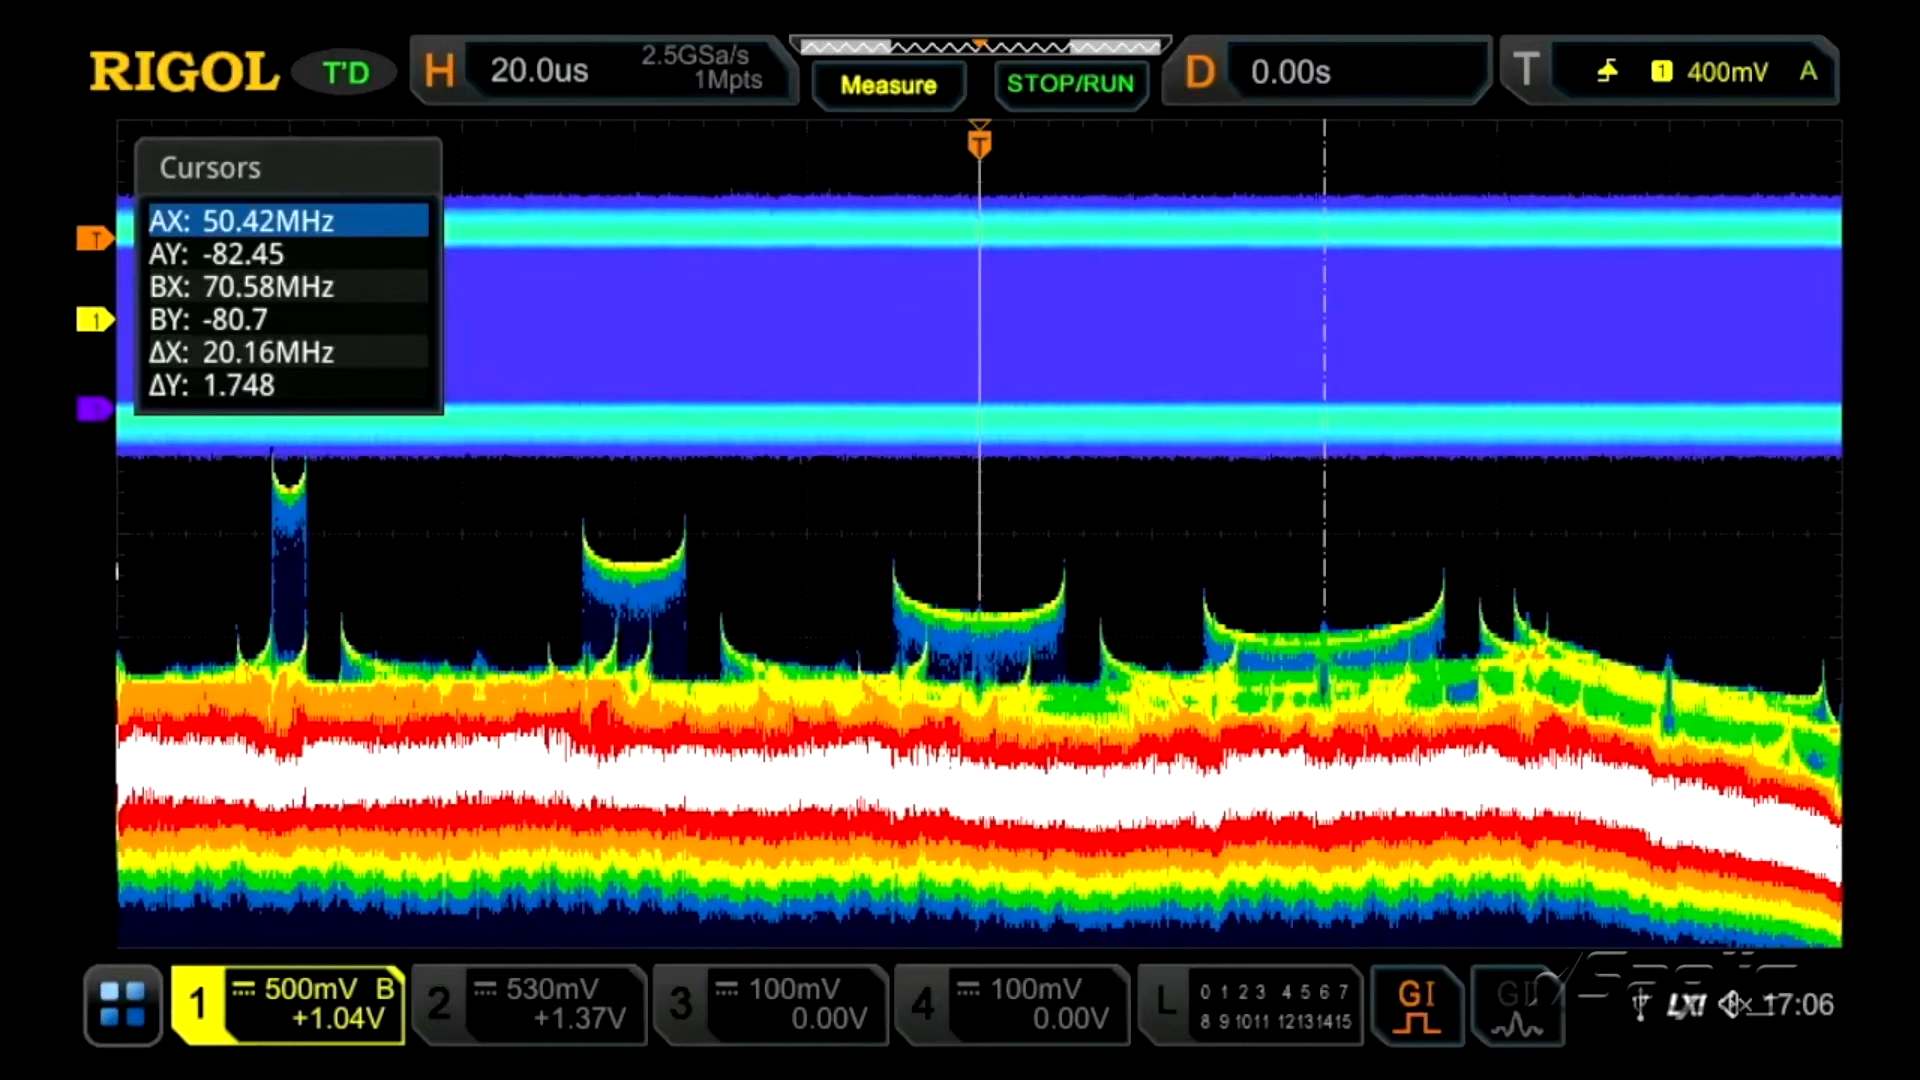 RIGOL
T'D
H 20.0us 2.5GSa/s
1Mpts
Measure
STOP/RUN
D 0.00s
T 1 400mV A
T
Cursors
AX: 50.42MHz
AY: -82.45
BX: 70.58MHz
BY: -80.7
ΔX: 20.16MHz
ΔY: 1.748
T
1
1 500mV B
+1.04V
2 530mV
+1.37V
3 100mV
0.00V
4 100mV
0.00V
L 0 1 2 3 4 5 6 7
8 9 10 11 12 13 14 15
GI
LXI
17:06